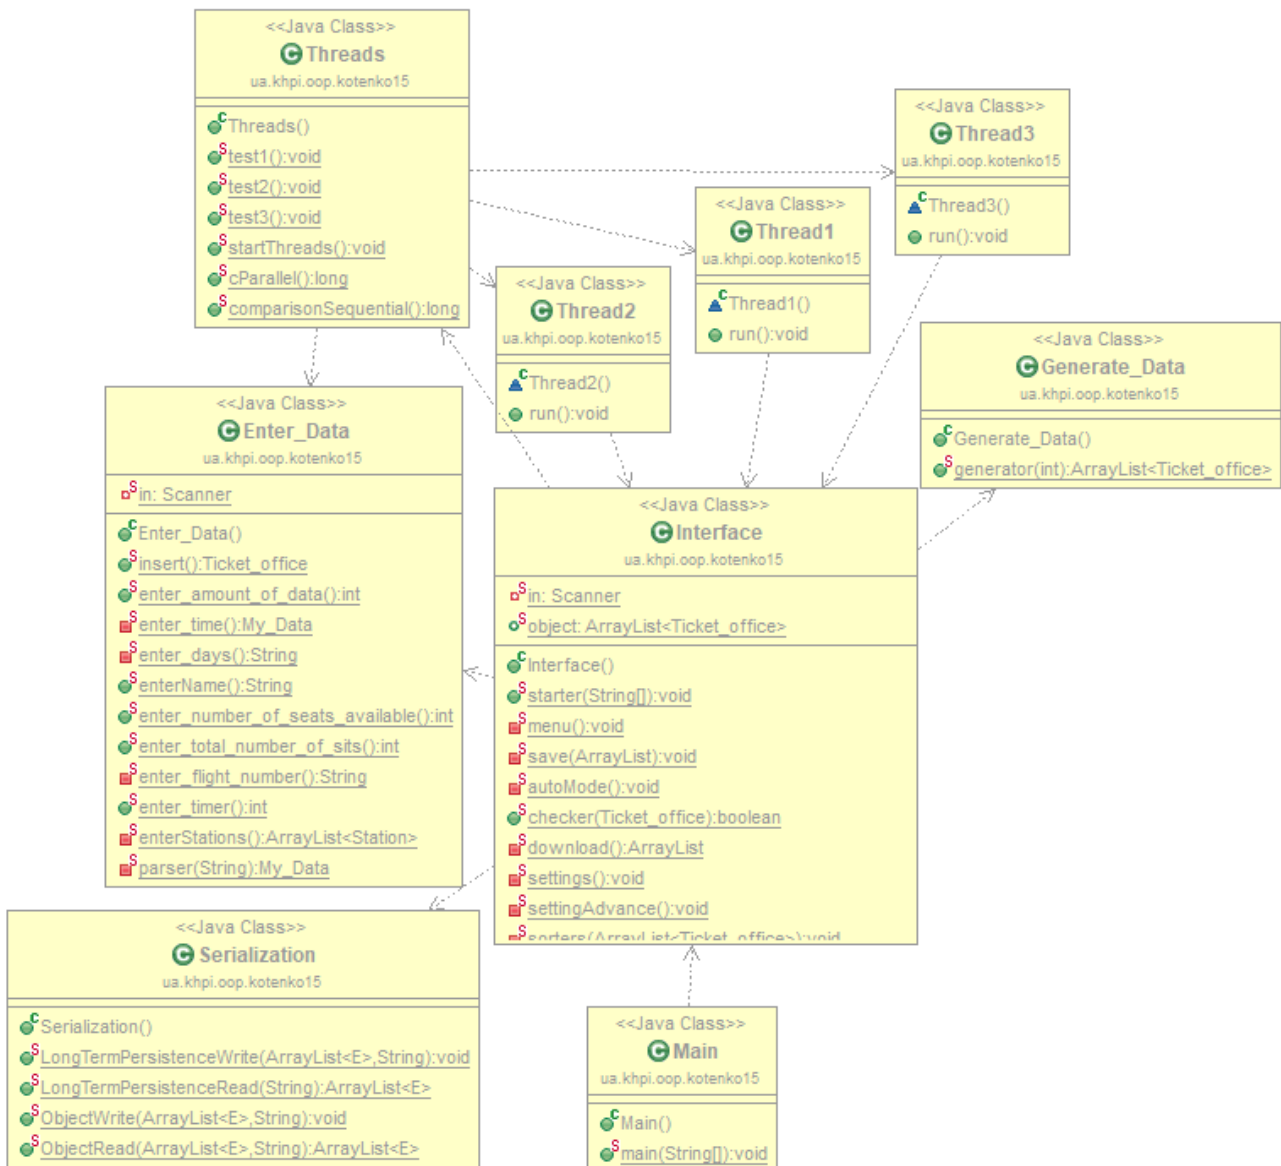 <<Java Class>>
Threads
ua.khpi.oop.kotenko15
Threads()
test1():void
test2():void
test3():void
startThreads():void
cParallel():long
comparisonSequential():long
<<Java Class>>
Thread3
ua.khpi.oop.kotenko15
Thread3()
run():void
<<Java Class>>
Thread1
ua.khpi.oop.kotenko15
Thread1()
run():void
<<Java Class>>
Thread2
ua.khpi.oop.kotenko15
Thread2()
run():void
<<Java Class>>
Generate_Data
ua.khpi.oop.kotenko15
Generate_Data()
generator(int):ArrayList<Ticket_office>
<<Java Class>>
Enter_Data
ua.khpi.oop.kotenko15
in: Scanner
Enter_Data()
insert():Ticket_office
enter_amount_of_data():int
enter_time():My_Data
enter_days():String
enterName():String
enter_number_of_seats_available():int
enter_total_number_of_sits():int
enter_flight_number():String
enter_timer():int
enterStations():ArrayList<Station>
parser(String):My_Data
<<Java Class>>
Interface
ua.khpi.oop.kotenko15
in: Scanner
object: ArrayList<Ticket_office>
Interface()
starter(String[]):void
menu():void
save(ArrayList):void
autoMode():void
checker(Ticket_office):boolean
download():ArrayList
settings():void
settingAdvance():void
sorters(ArrayList<Ticket_office>):void
<<Java Class>>
Serialization
ua.khpi.oop.kotenko15
Serialization()
LongTermPersistenceWrite(ArrayList<E>,String):void
LongTermPersistenceRead(String):ArrayList<E>
ObjectWrite(ArrayList<E>,String):void
ObjectRead(ArrayList<E>,String):ArrayList<E>
<<Java Class>>
Main
ua.khpi.oop.kotenko15
Main()
main(String[]):void